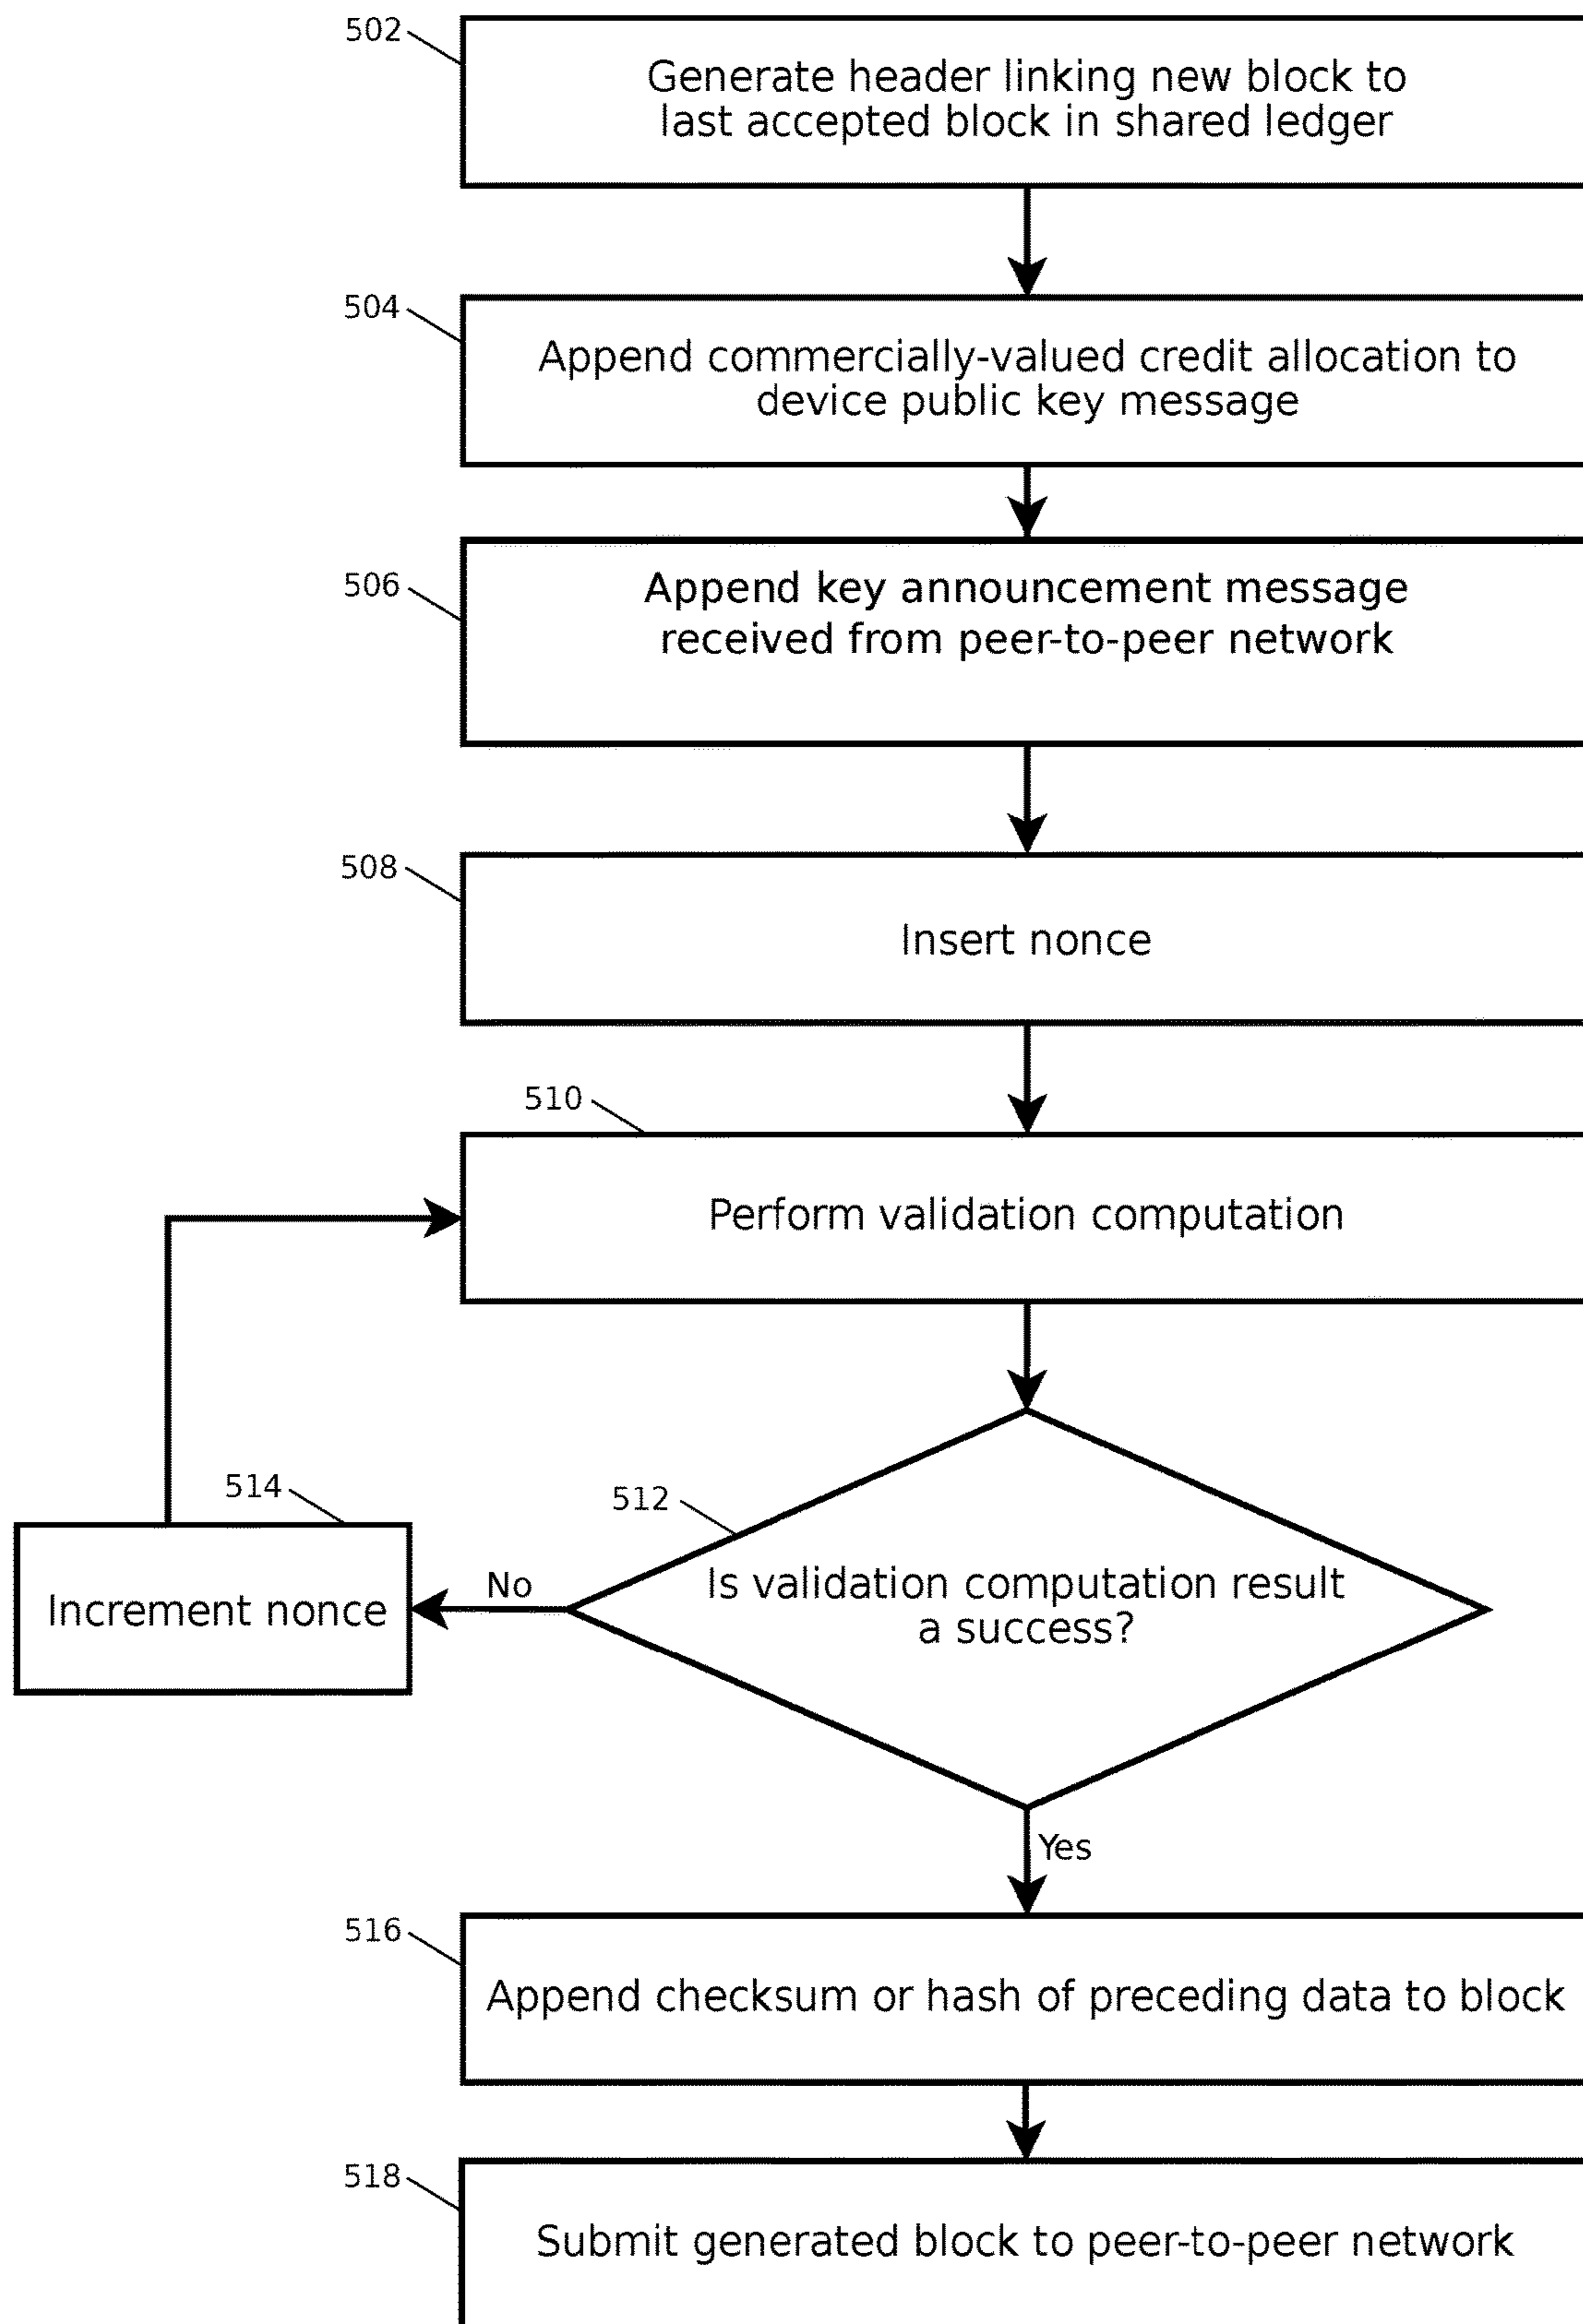 502
Generate header linking new block to
last accepted block in shared ledger
504
Append commercially-valued credit allocation to
device public key message
506
Append key announcement message
received from peer-to-peer network
508
Insert nonce
510
Perform validation computation
514
512
Increment nonce
No
Is validation computation result
a success?
Yes
516
Append checksum or hash of preceding data to block
518
Submit generated block to peer-to-peer network